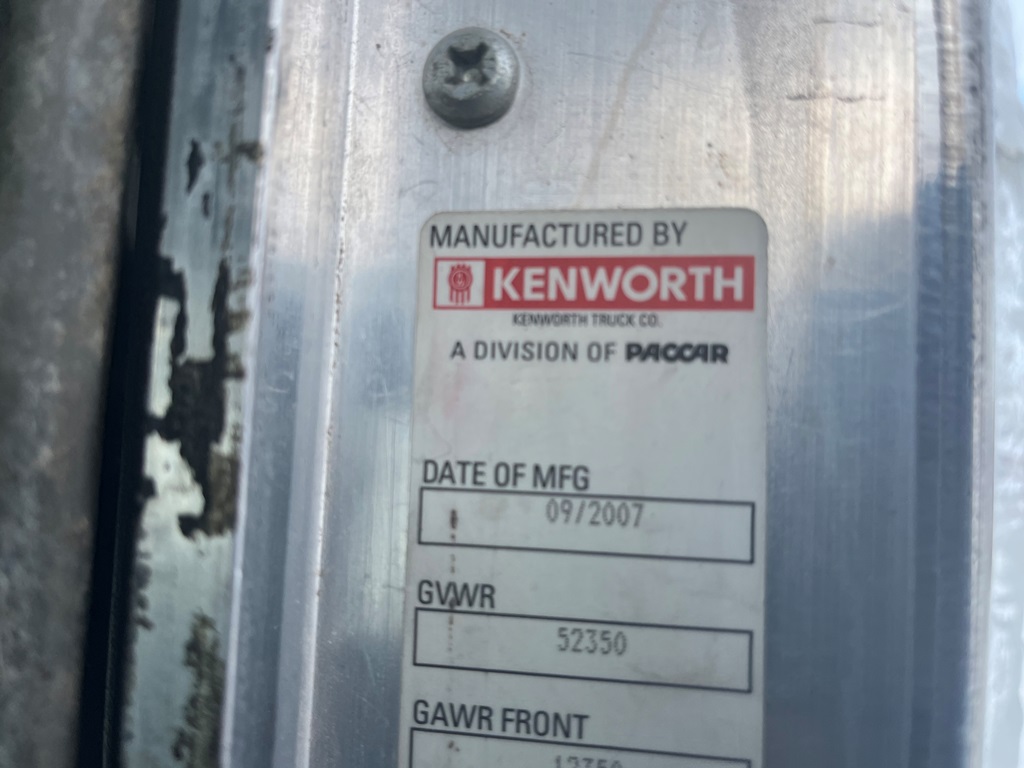 MANUFACTURED BY
KENWORTH
KENWORTH TRUCK CO.
A DIVISION OF PACCAR
DATE OF MFG
09/2007
GVWR
52350
GAWR FRONT